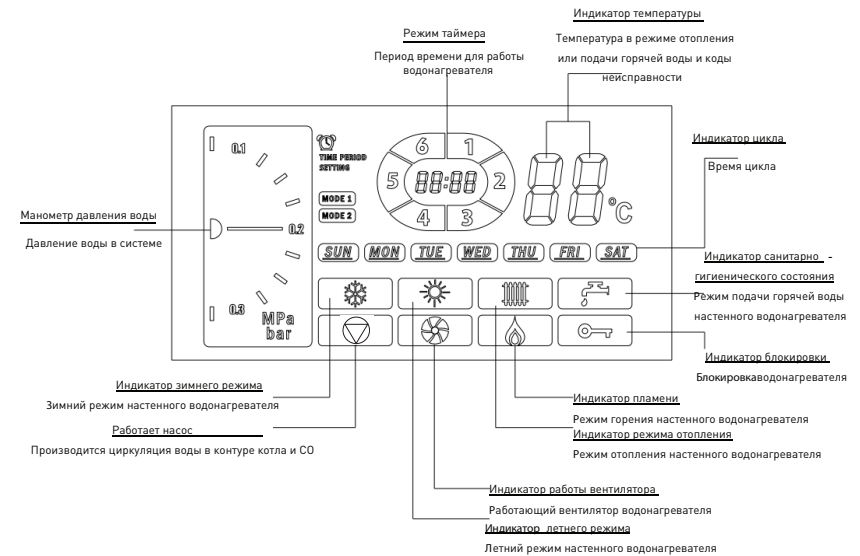 Индикатор температуры
Температура в режиме отопления
или подачи горячей воды и коды
неисправности
Режим таймера
Период времени для работы
водонагревателя
Индикатор цикла
Время цикла
Манометр давления воды
Давление воды в системе
0.1
0.2
0.3
MPa
bar
TIME PERIOD
SETTING
MODE 1
MODE 2
6 1
5 88:88 2
4 3
88 °C
SUN MON TUE WED THU FRI SAT
Индикатор санитарно -
гигиенического состояния
Режим подачи горячей воды
настенного водонагревателя
Индикатор блокировки
Блокировкаводонагревателя
Индикатор зимнего режима
Зимний режим настенного водонагревателя
Работает насос
Производится циркуляция воды в контуре котла и СО
Индикатор пламени
Режим горения настенного водонагревателя
Индикатор режима отопления
Режим отопления настенного водонагревателя
Индикатор работы вентилятора
Работающий вентилятор водонагревателя
Индикатор летнего режима
Летний режим настенного водонагревателя